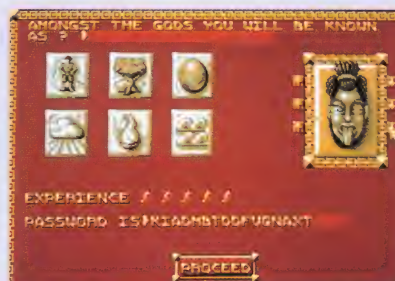 AMONGST THE GODS YOU WILL BE KNOWN
AS ?
EXPERIENCE
PASSWORD IS
PROCEED